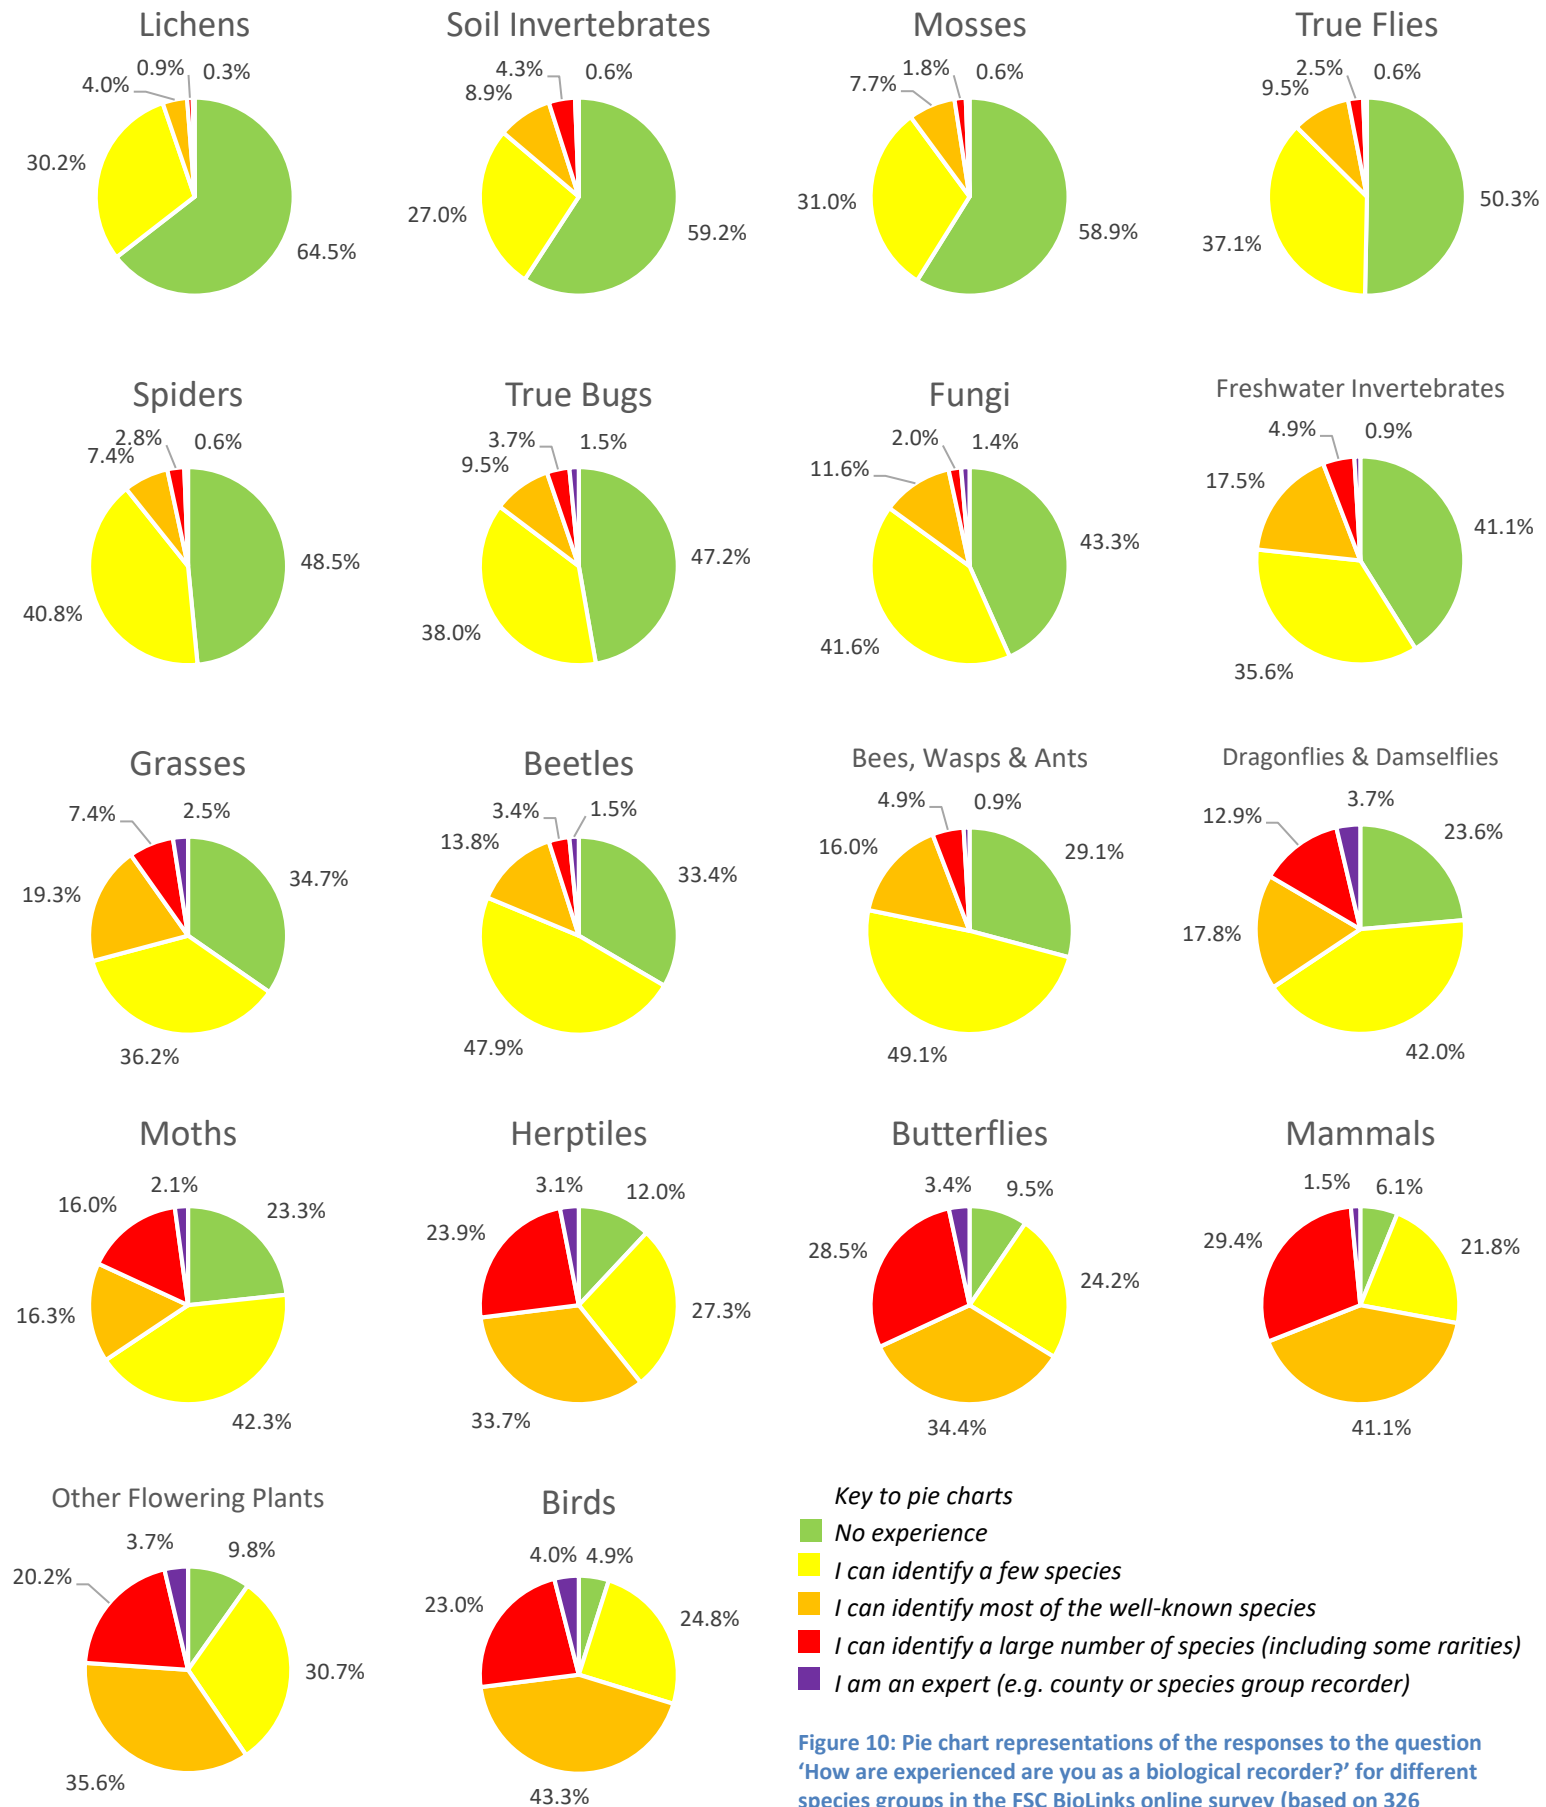 Lichens
0.9% 0.3%
4.0%
30.2%
64.5%
Soil Invertebrates
4.3% 0.6%
8.9%
27.0%
59.2%
Mosses
1.8% 0.6%
7.7%
31.0%
58.9%
True Flies
2.5% 0.6%
9.5%
37.1%
50.3%
Spiders
2.8% 0.6%
7.4%
48.5%
40.8%
True Bugs
3.7% 1.5%
9.5%
47.2%
38.0%
Fungi
2.0% 1.4%
11.6%
43.3%
41.6%
Freshwater Invertebrates
4.9% 0.9%
17.5%
41.1%
35.6%
Grasses
7.4% 2.5%
34.7%
19.3%
36.2%
Beetles
3.4% 1.5%
13.8%
33.4%
47.9%
Bees, Wasps & Ants
4.9% 0.9%
16.0% 29.1%
49.1%
Dragonflies & Damselflies
3.7%
12.9% 23.6%
17.8%
42.0%
Moths
2.1%
16.0% 23.3%
16.3%
42.3%
Herptiles
3.1% 12.0%
23.9%
27.3%
33.7%
Butterflies
3.4% 9.5%
28.5%
24.2%
34.4%
Mammals
1.5% 6.1%
29.4% 21.8%
41.1%
Other Flowering Plants
3.7% 9.8%
20.2%
30.7%
35.6%
Birds
4.0% 4.9%
23.0% 24.8%
43.3%
Key to pie charts
No experience
I can identify a few species
I can identify most of the well-known species
I can identify a large number of species (including some rarities)
I am an expert (e.g. county or species group recorder)
Figure 10: Pie chart representations of the responses to the question
‘How are experienced are you as a biological recorder?’ for different
species groups in the FSC BioLinks online survey (based on 326